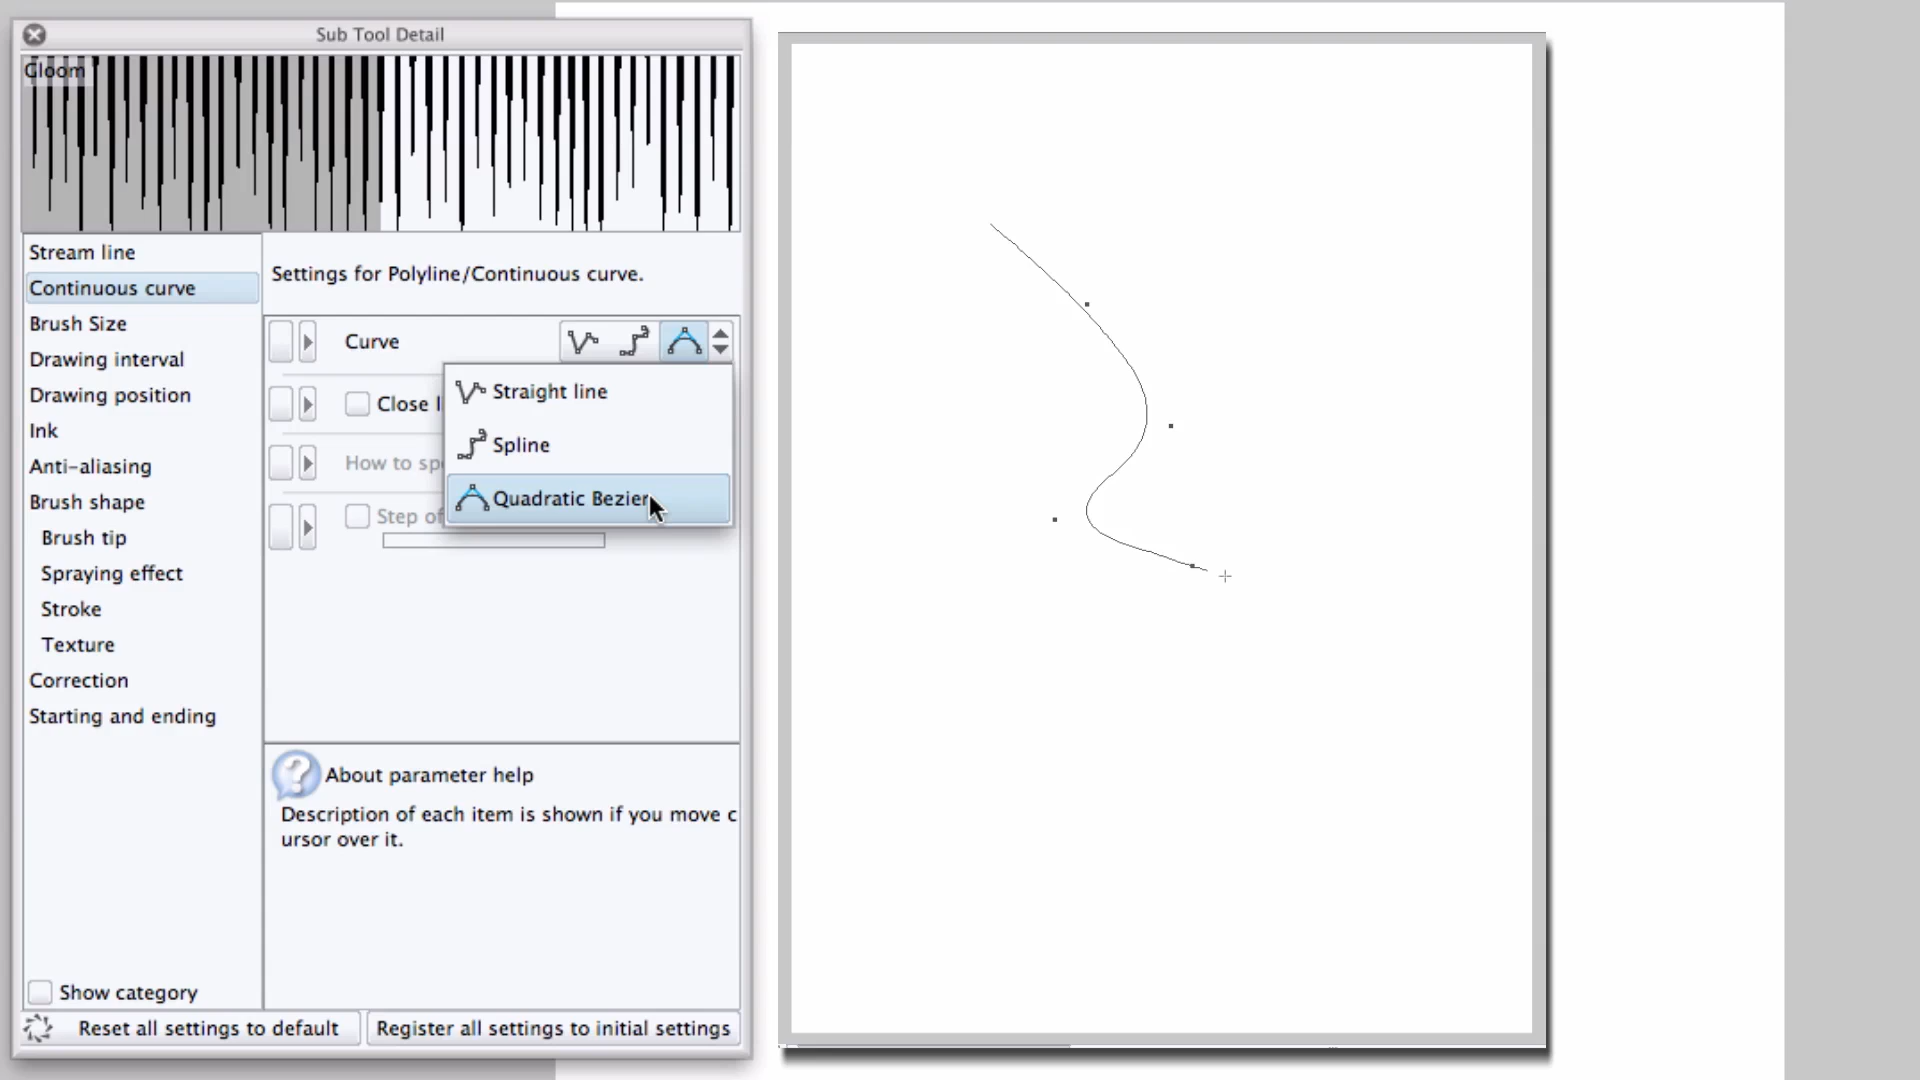 Sub Tool Detail
Gloom
Stream line
Continuous curve
Brush Size
Drawing interval
Drawing position
Ink
Anti-aliasing
Brush shape
Brush tip
Spraying effect
Stroke
Texture
Correction
Starting and ending
Show category
Settings for Polyline/Continuous curve.
Curve
Straight line
Close l
Spline
How to sp
Quadratic Bezier
Step of
About parameter help
Description of each item is shown if you move c
ursor over it.
Reset all settings to default
Register all settings to initial settings